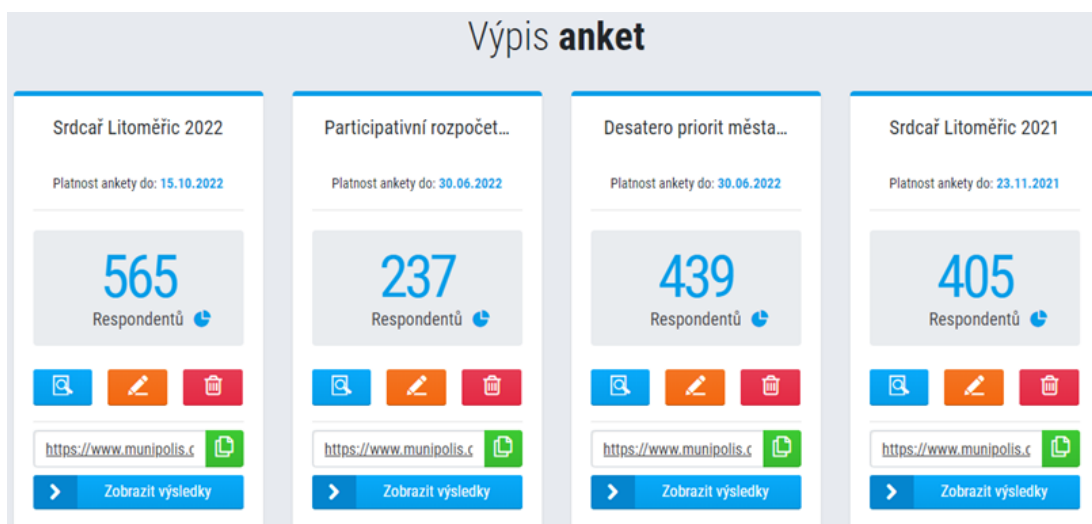 Výpis anket
Srdcař Litoměřic 2022
Platnost ankety do: 15.10.2022
565
Respondentů
https://www.munipolis.c
Zobrazit výsledky
Participativní rozpočet...
Platnost ankety do: 30.06.2022
237
Respondentů
https://www.munipolis.c
Zobrazit výsledky
Desatero priorit města...
Platnost ankety do: 30.06.2022
439
Respondentů
https://www.munipolis.c
Zobrazit výsledky
Srdcař Litoměřic 2021
Platnost ankety do: 23.11.2021
405
Respondentů
https://www.munipolis.c
Zobrazit výsledky